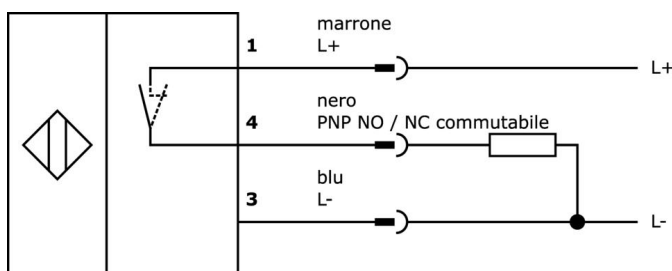 marrone
1 L+
L+
nero
4 PNP NO / NC commutabile
blu
3 L-
L-